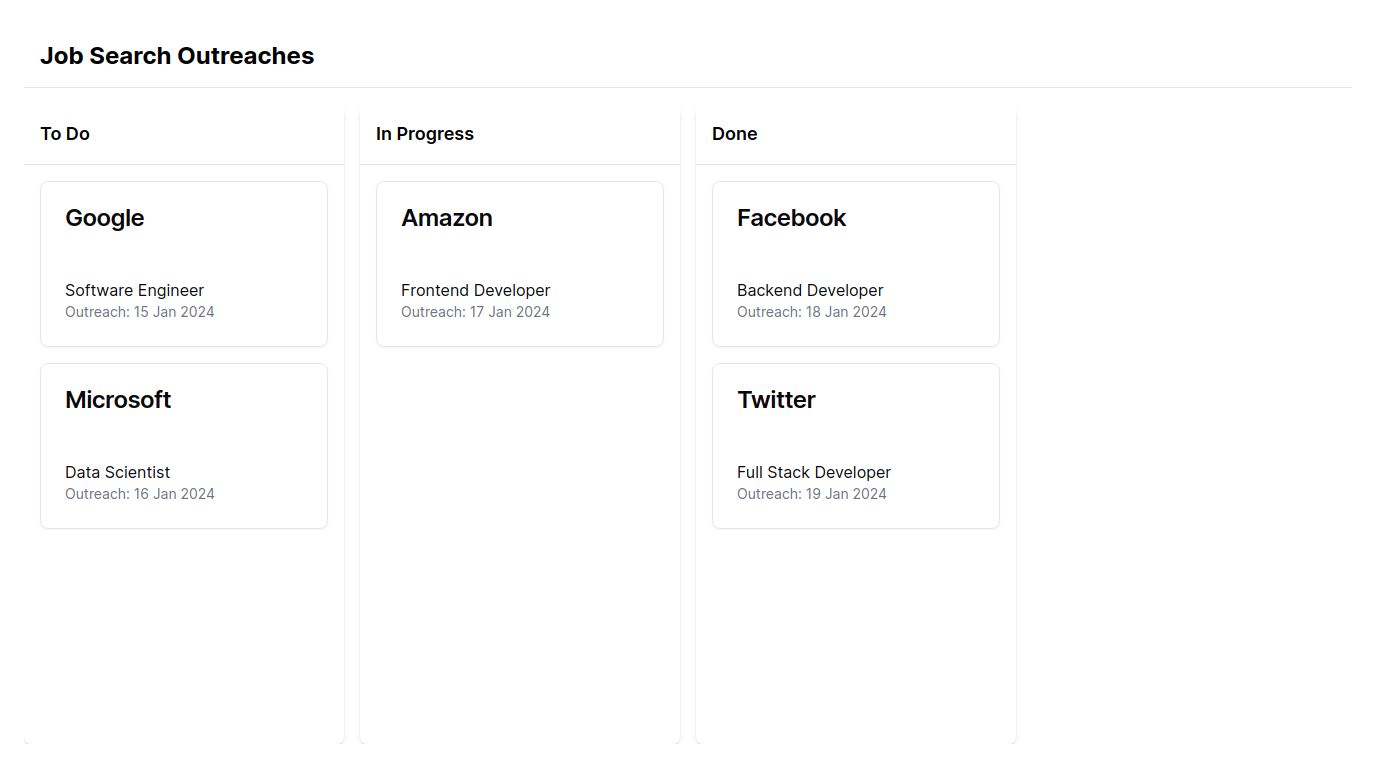 Job Search Outreaches
To Do
Google
Software Engineer
Outreach: 15 Jan 2024
Microsoft
Data Scientist
Outreach: 16 Jan 2024
In Progress
Amazon
Frontend Developer
Outreach: 17 Jan 2024
Done
Facebook
Backend Developer
Outreach: 18 Jan 2024
Twitter
Full Stack Developer
Outreach: 19 Jan 2024